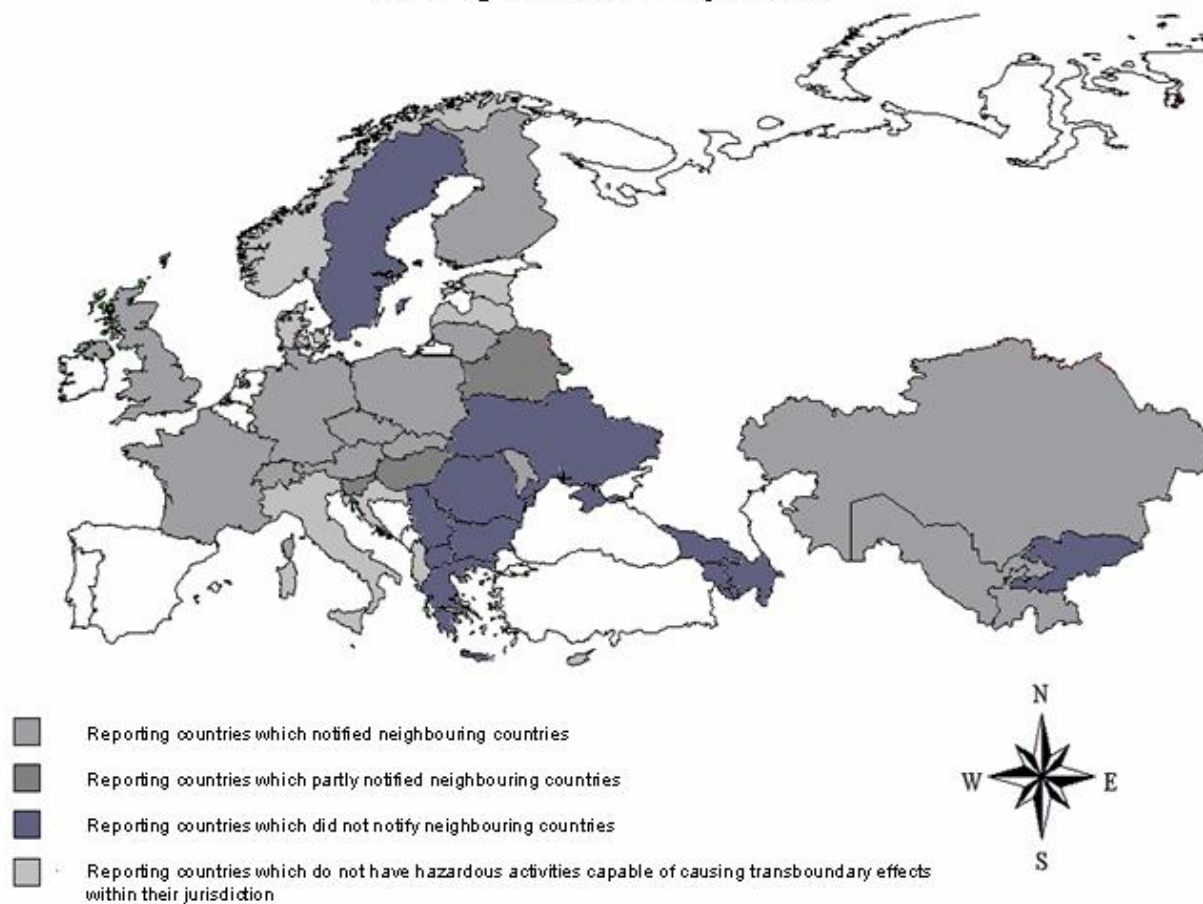 Reporting countries which notified neighbouring countries
Reporting countries which partly notified neighbouring countries
Reporting countries which did not notify neighbouring countries
Reporting countries which do not have hazardous activities capable of causing transboundary effects
within their jurisdiction
N
W E
S